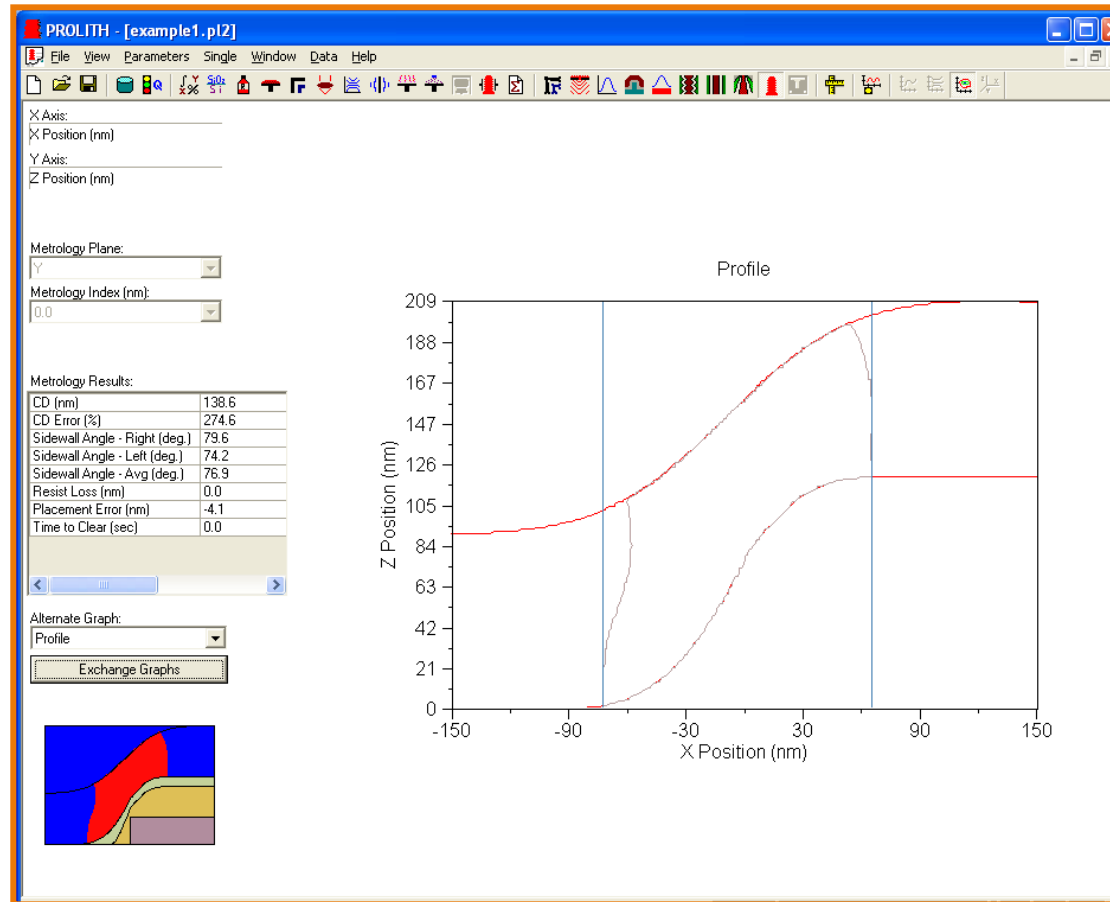 PROLITH - [example1.pl2]
File View Parameters Single Window Data Help
X Axis:
X Position (nm)
Y Axis:
Z Position (nm)
Metrology Plane:
Y
Metrology Index (nm):
0.0
Metrology Results:
CD (nm) 138.6
CD Error (%) 274.6
Sidewall Angle - Right (deg.) 79.6
Sidewall Angle - Left (deg.) 74.2
Sidewall Angle - Avg (deg.) 76.9
Resist Loss (nm) 0.0
Placement Error (nm) -4.1
Time to Clear (sec) 0.0
Alternate Graph:
Profile
Exchange Graphs
Profile
Z Position (nm)
209
188
167
147
126
105
84
63
42
21
0
-150 -90 -30 30 90 150
X Position (nm)